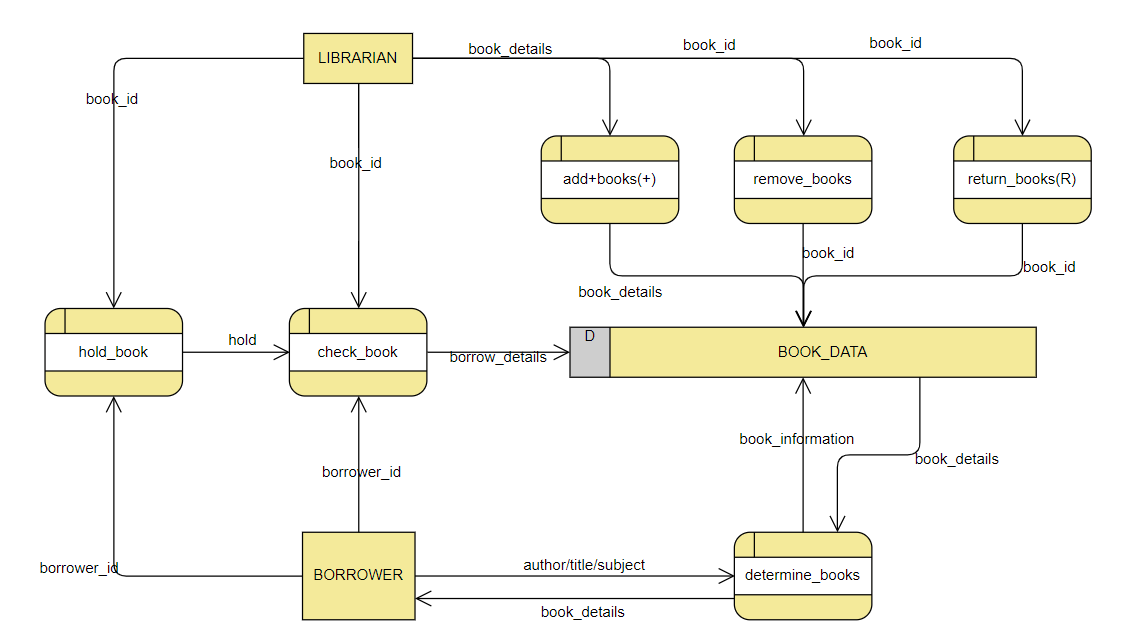 LIBRARIAN
book_details
book_id
book_id
book_id
book_id
add+books(+)
remove_books
return_books(R)
book_id
book_id
book_details
D
hold_book
hold
check_book
borrow_details
BOOK_DATA
book_information
book_details
borrower_id
borrower_id
BORROWER
author/title/subject
determine_books
book_details